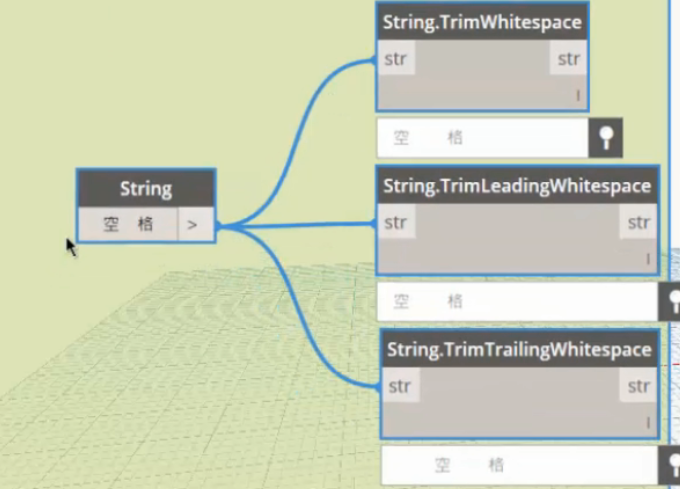 String.TrimWhitespace
str str
l
空 格
String
空 格 >
String.TrimLeadingWhitespace
str str
l
空 格
String.TrimTrailingWhitespace
str str
l
空 格